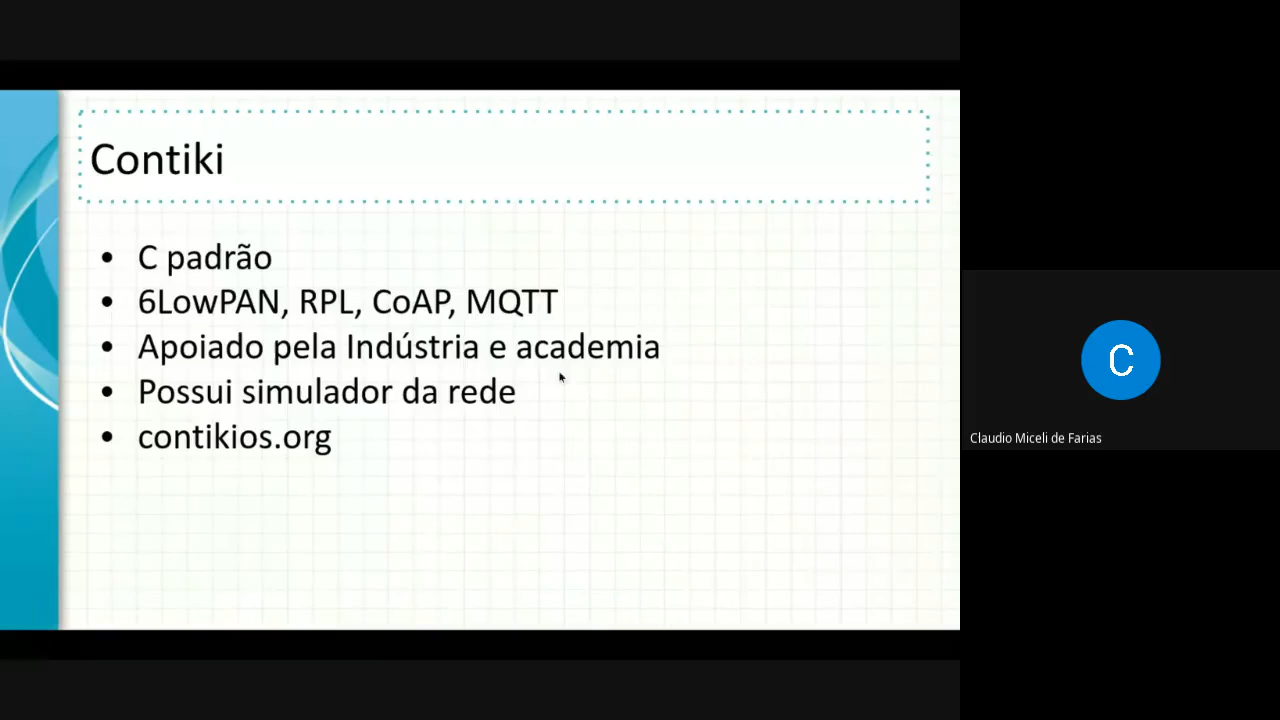 Contiki
• C padrão
• 6LowPAN, RPL, CoAP, MQTT
• Apoiado pela Indústria e academia
• Possui simulador da rede
• contikios.org
C
Claudio Miceli de Farias